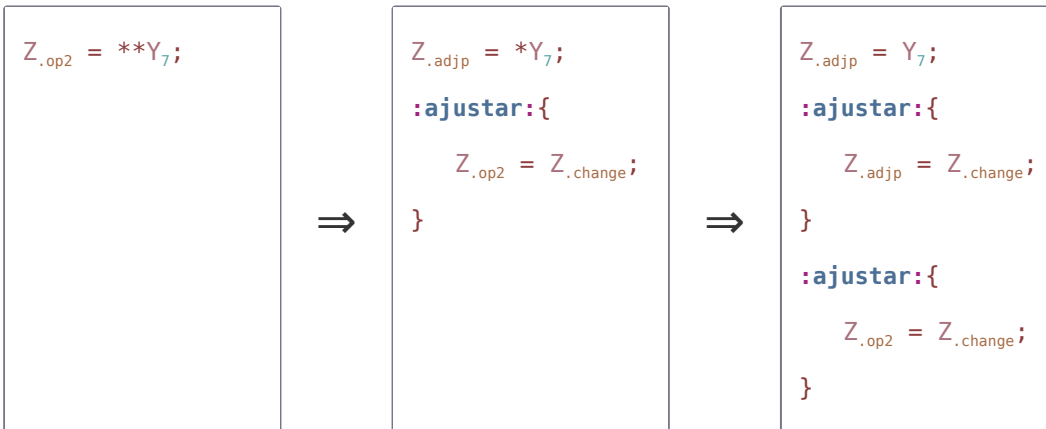 Z.op2 = **Y7;
⇒
Z.adjp = *Y7;
:ajustar:{
Z.op2 = Z.change;
}
⇒
Z.adjp = Y7;
:ajustar:{
Z.adjp = Z.change;
}
:ajustar:{
Z.op2 = Z.change;
}